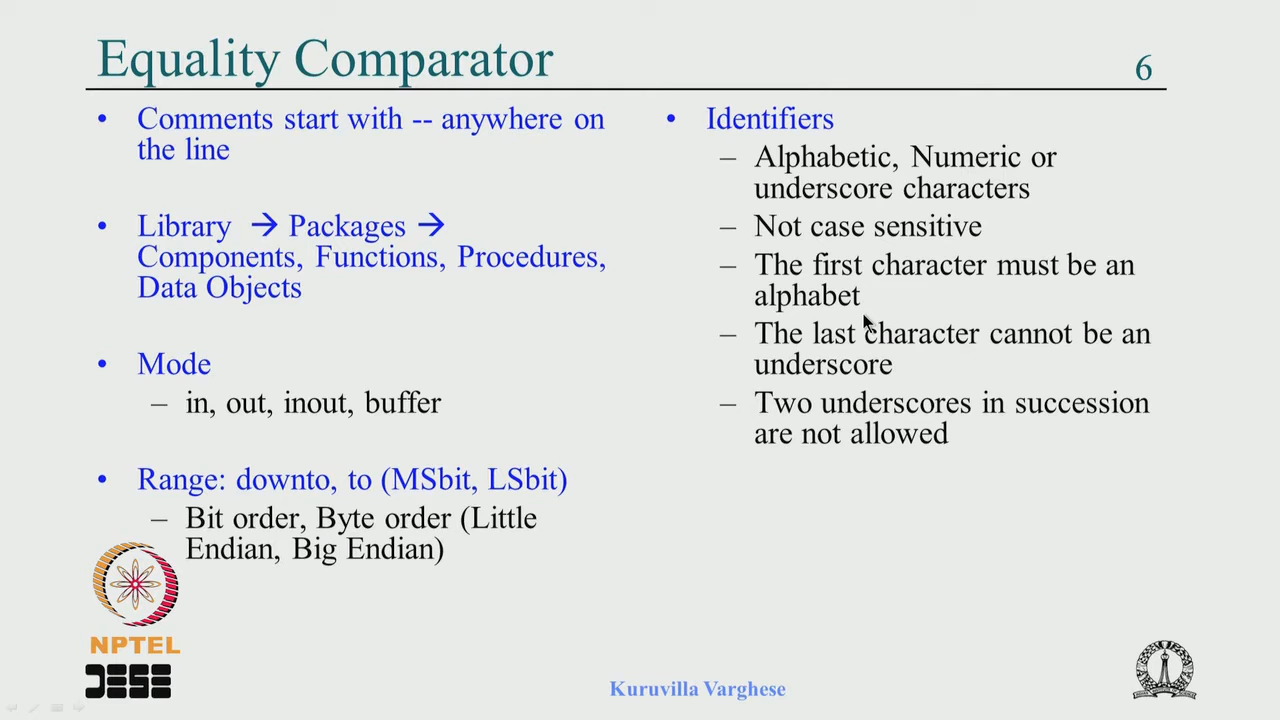 Equality Comparator
6
• Comments start with -- anywhere on
the line
• Library → Packages →
Components, Functions, Procedures,
Data Objects
• Mode
– in, out, inout, buffer
• Range: downto, to (MSbit, LSbit)
– Bit order, Byte order (Little
Endian, Big Endian)
• Identifiers
– Alphabetic, Numeric or
underscore characters
– Not case sensitive
– The first character must be an
alphabet
– The last character cannot be an
underscore
– Two underscores in succession
are not allowed
NPTEL
DESE
Kuruvilla Varghese